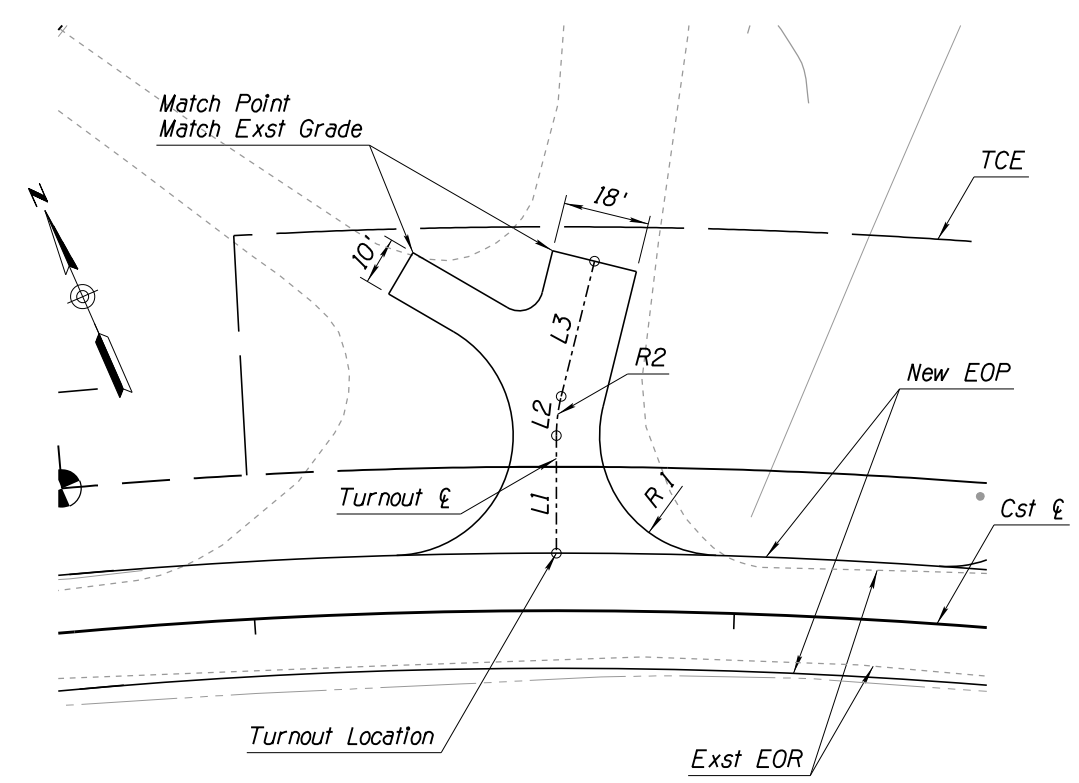 Match Point
Match Exst Grade
18'
TCE
N
10'
L3
R2
New EOP
L2
R1
Turnout ℄
L1
Cst ℄
Turnout Location
Exst EOR